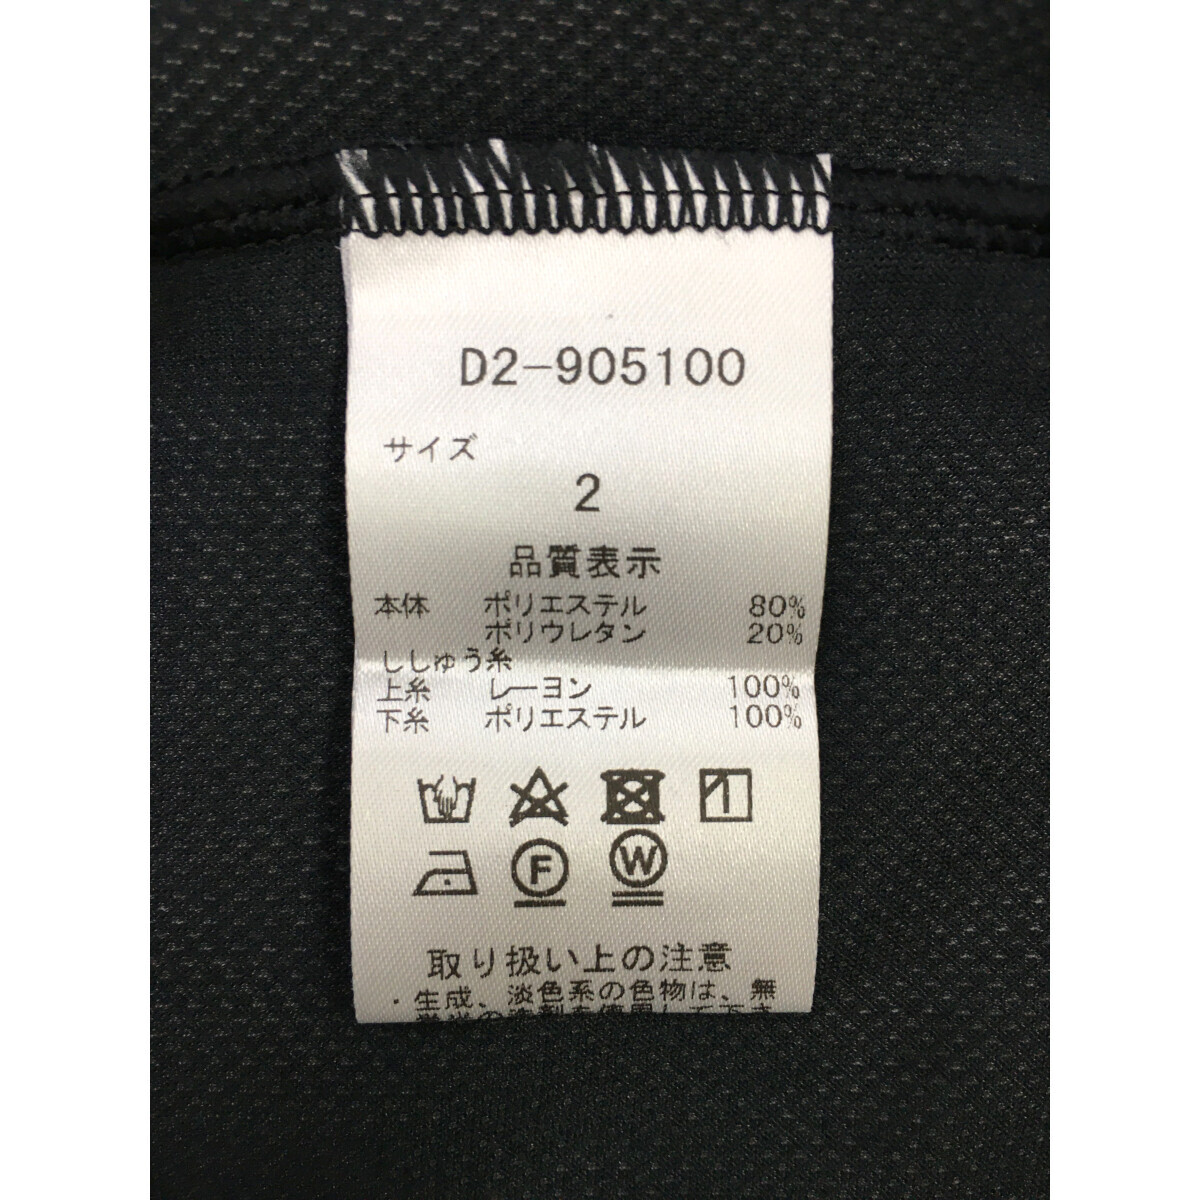 D2-905100
サイズ
2
品質表示
本体 ポリエステル 80%
ポリウレタン 20%
ししゅう糸
上糸 レーヨン 100%
下糸 ポリエステル 100%
F W
取り扱い上の注意
・生成、淡色系の色物は、無